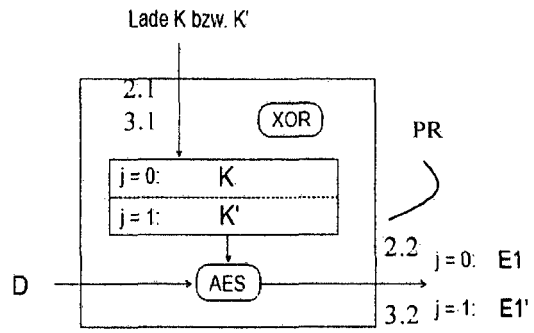 Lade K bzw. K'
2.1
3.1
XOR
PR
j = 0: K
j = 1: K'
2.2 j = 0: E1
D
AES
3.2 j = 1: E1'